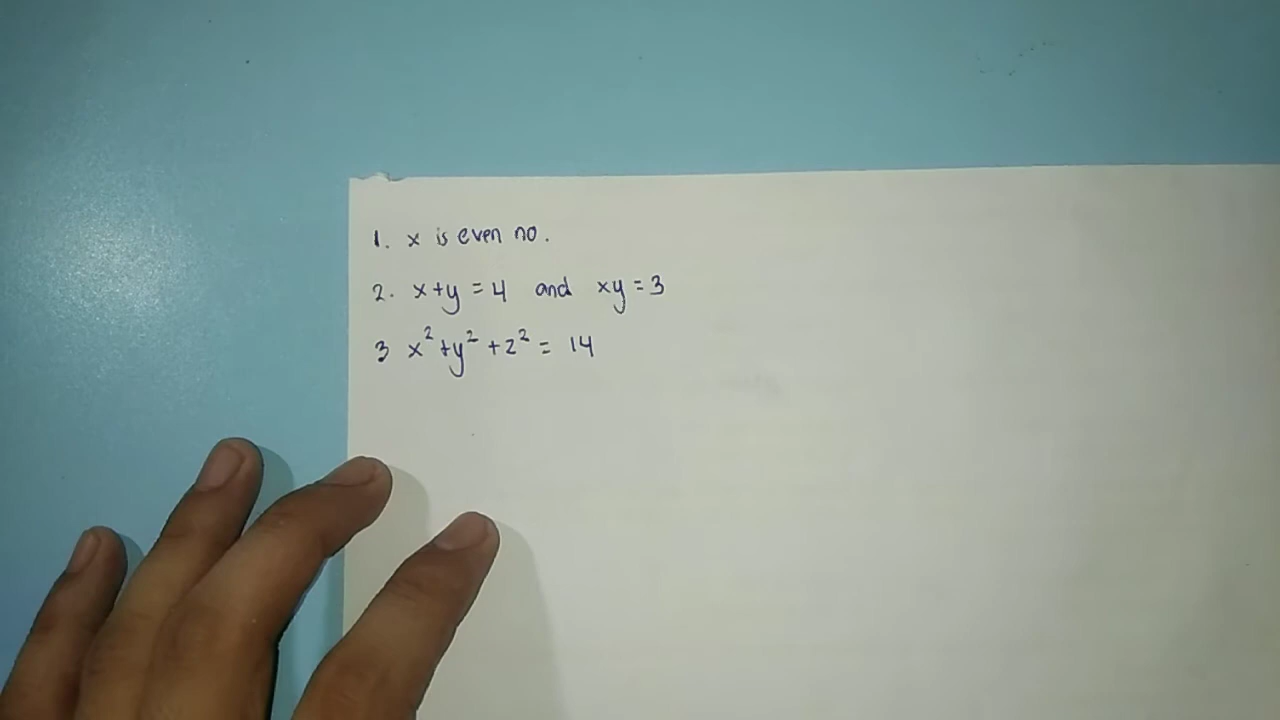 1. x is even no.
2. x+y = 4 and xy = 3
3 x² + y² + z² = 14